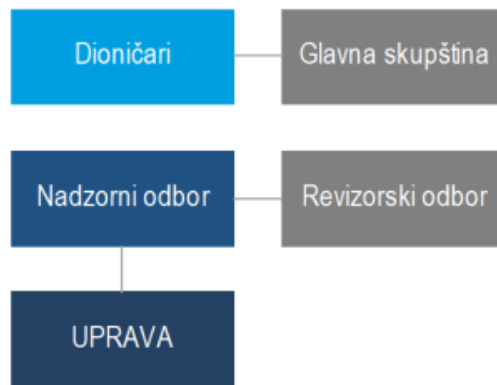 Dioničari
Glavna skupština
Nadzorni odbor
Revizorski odbor
UPRAVA